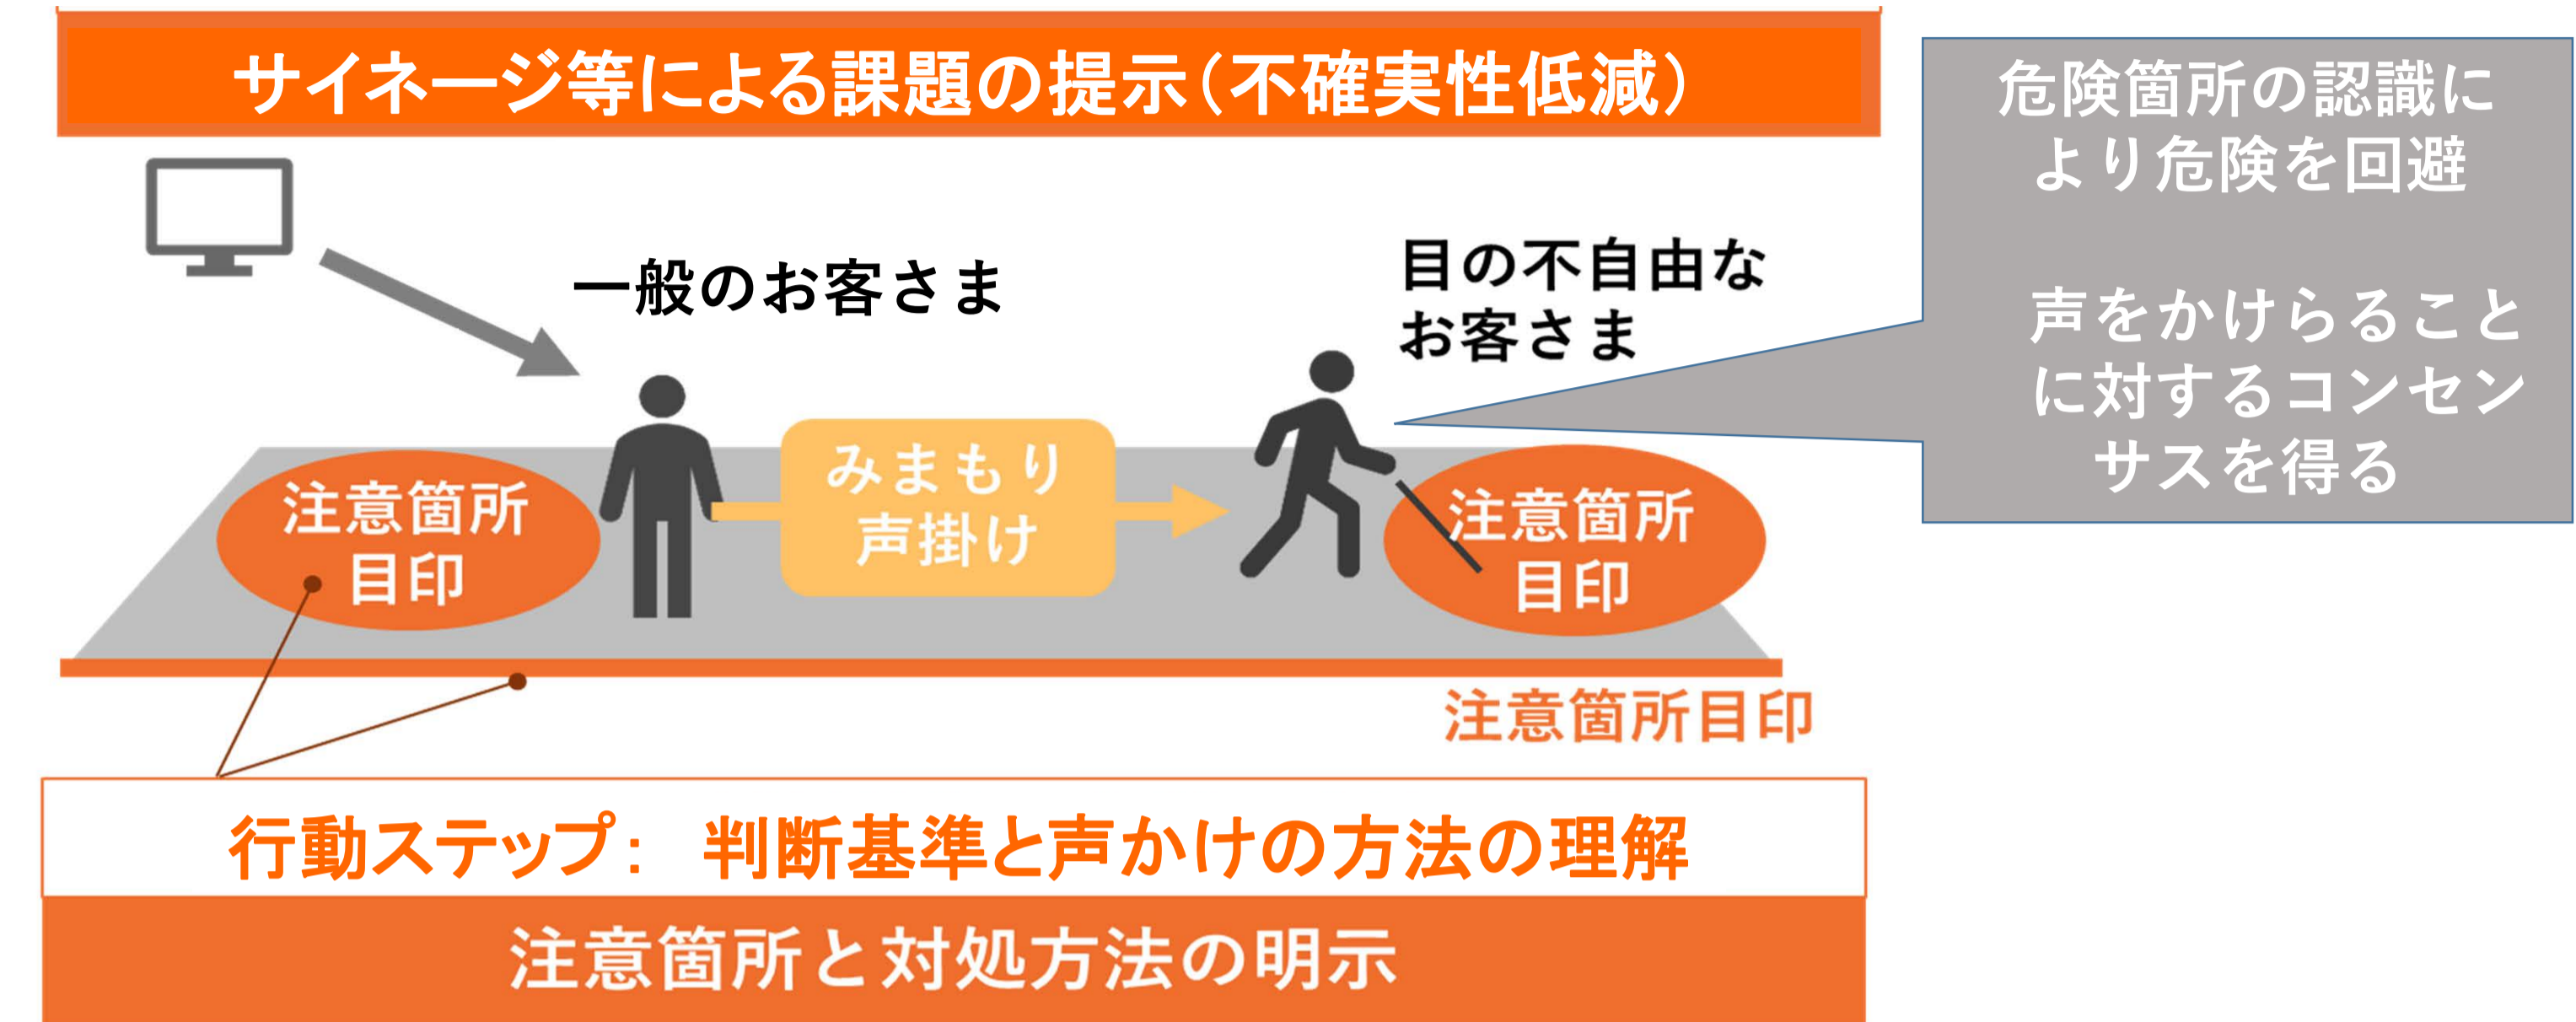 サイネージ等による課題の提示（不確実性低減）
危険箇所の認識に
より危険を回避
声をかけらること
に対するコンセン
サスを得る
一般のお客さま
目の不自由な
お客さま
注意箇所
目印
みまもり
声掛け
注意箇所
目印
注意箇所目印
行動ステップ：　判断基準と声かけの方法の理解
注意箇所と対処方法の明示